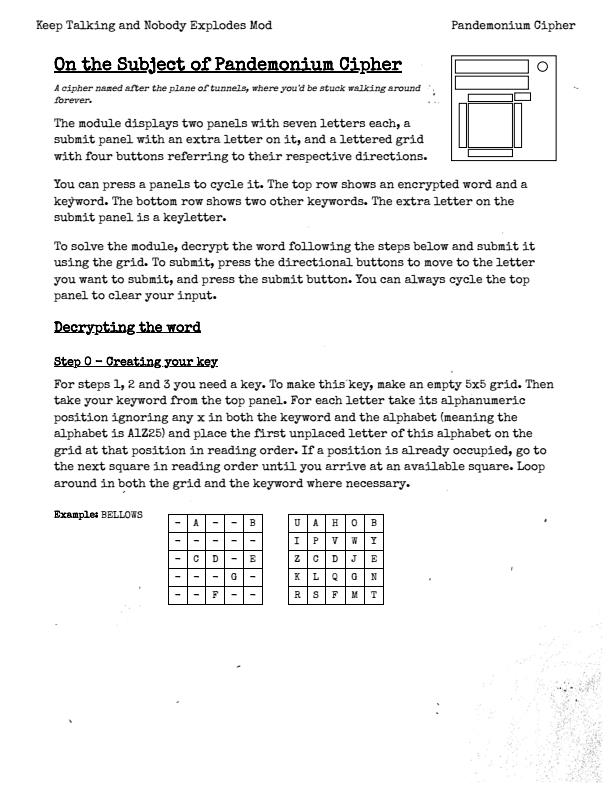 Keep Talking and Nobody Explodes Mod Pandemonium Cipher
On the Subject of Pandemonium Cipher
A cipher named after the plane of tunnels, where you'd be stuck walking around
forever.
The module displays two panels with seven letters each, a
submit panel with an extra letter on it, and a lettered grid
with four buttons referring to their respective directions.
You can press a panels to cycle it. The top row shows an encrypted word and a
keyword. The bottom row shows two other keywords. The extra letter on the
submit panel is a keyletter.
To solve the module, decrypt the word following the steps below and submit it
using the grid. To submit, press the directional buttons to move to the letter
you want to submit, and press the submit button. You can always cycle the top
panel to clear your input.
Decrypting the word
Step 0 - Creating your key
For steps 1, 2 and 3 you need a key. To make this key, make an empty 5x5 grid. Then
take your keyword from the top panel. For each letter take its alphanumeric
position ignoring any x in both the keyword and the alphabet (meaning the
alphabet is A1Z25) and place the first unplaced letter of this alphabet on the
grid at that position in reading order. If a position is already occupied, go to
the next square in reading order until you arrive at an available square. Loop
around in both the grid and the keyword where necessary.
Example: BELLOWS
- A - - B
- - - - -
- C D - E
- - - G -
- - F - -
U A H O B
I P V W Y
Z C D J E
K L Q G N
R S F M T